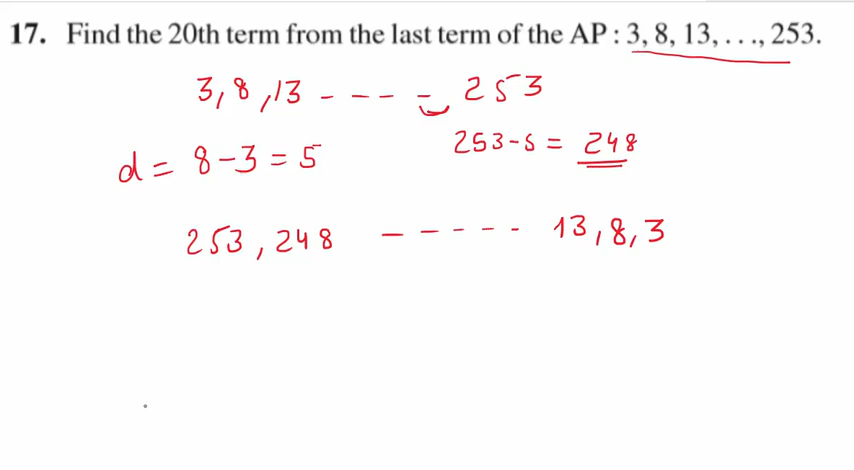 17. Find the 20th term from the last term of the AP : 3, 8, 13, . . ., 253.
3, 8, 13 - - - - - 253
d = 8 - 3 = 5
253 - 5 = 248
253, 248 - - - - - 13, 8, 3